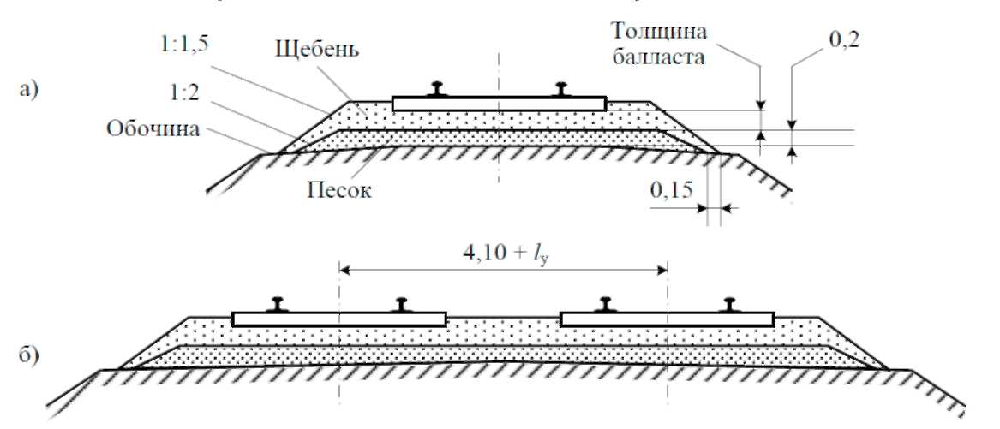 Толщина
балласта
0,2
1:1,5
Щебень
а)
1:2
Обочина
Песок
0,15
4,10 + lу
б)